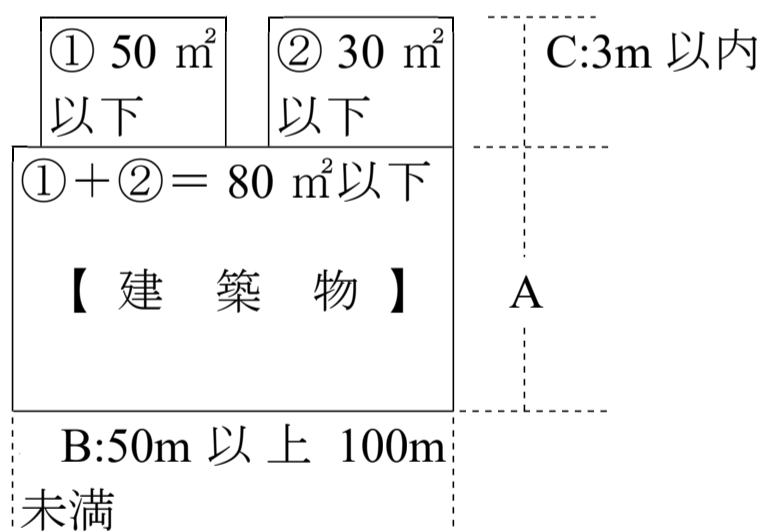 ① 50 ㎡
以下
② 30 ㎡
以下
C:3m 以内
①＋②＝ 80 ㎡以下
【 建 築 物 】
A
B:50m 以上 100m
未満